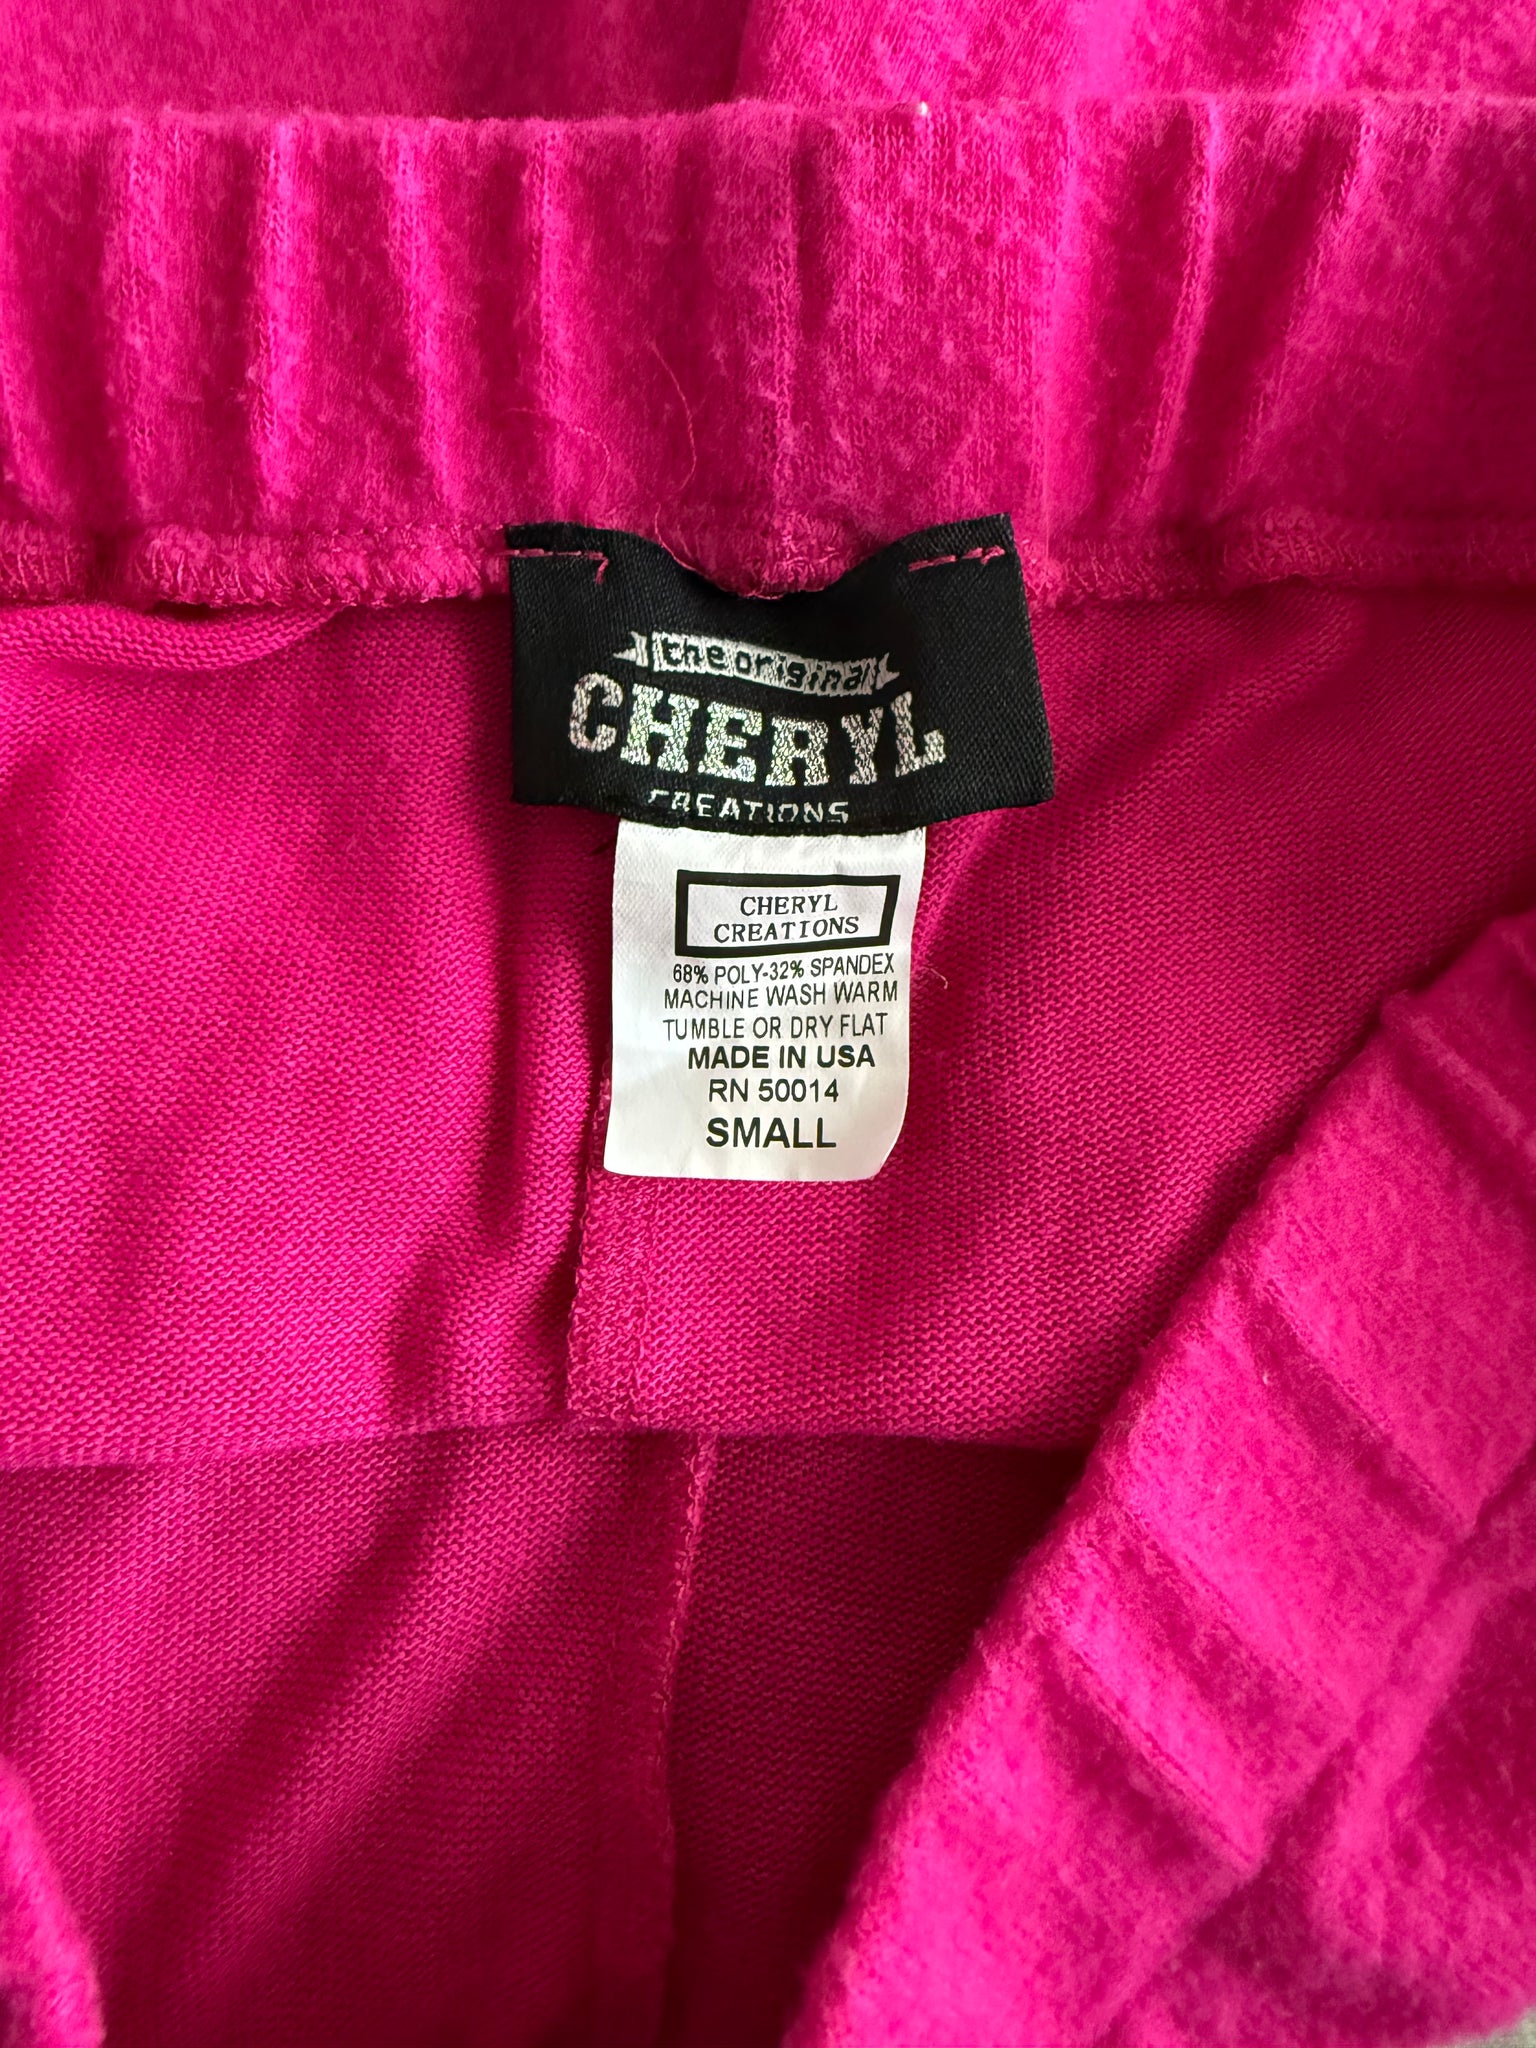 the original
CHERYL
CREATIONS
CHERYL
CREATIONS
68% POLY-32% SPANDEX
MACHINE WASH WARM
TUMBLE OR DRY FLAT
MADE IN USA
RN 50014
SMALL